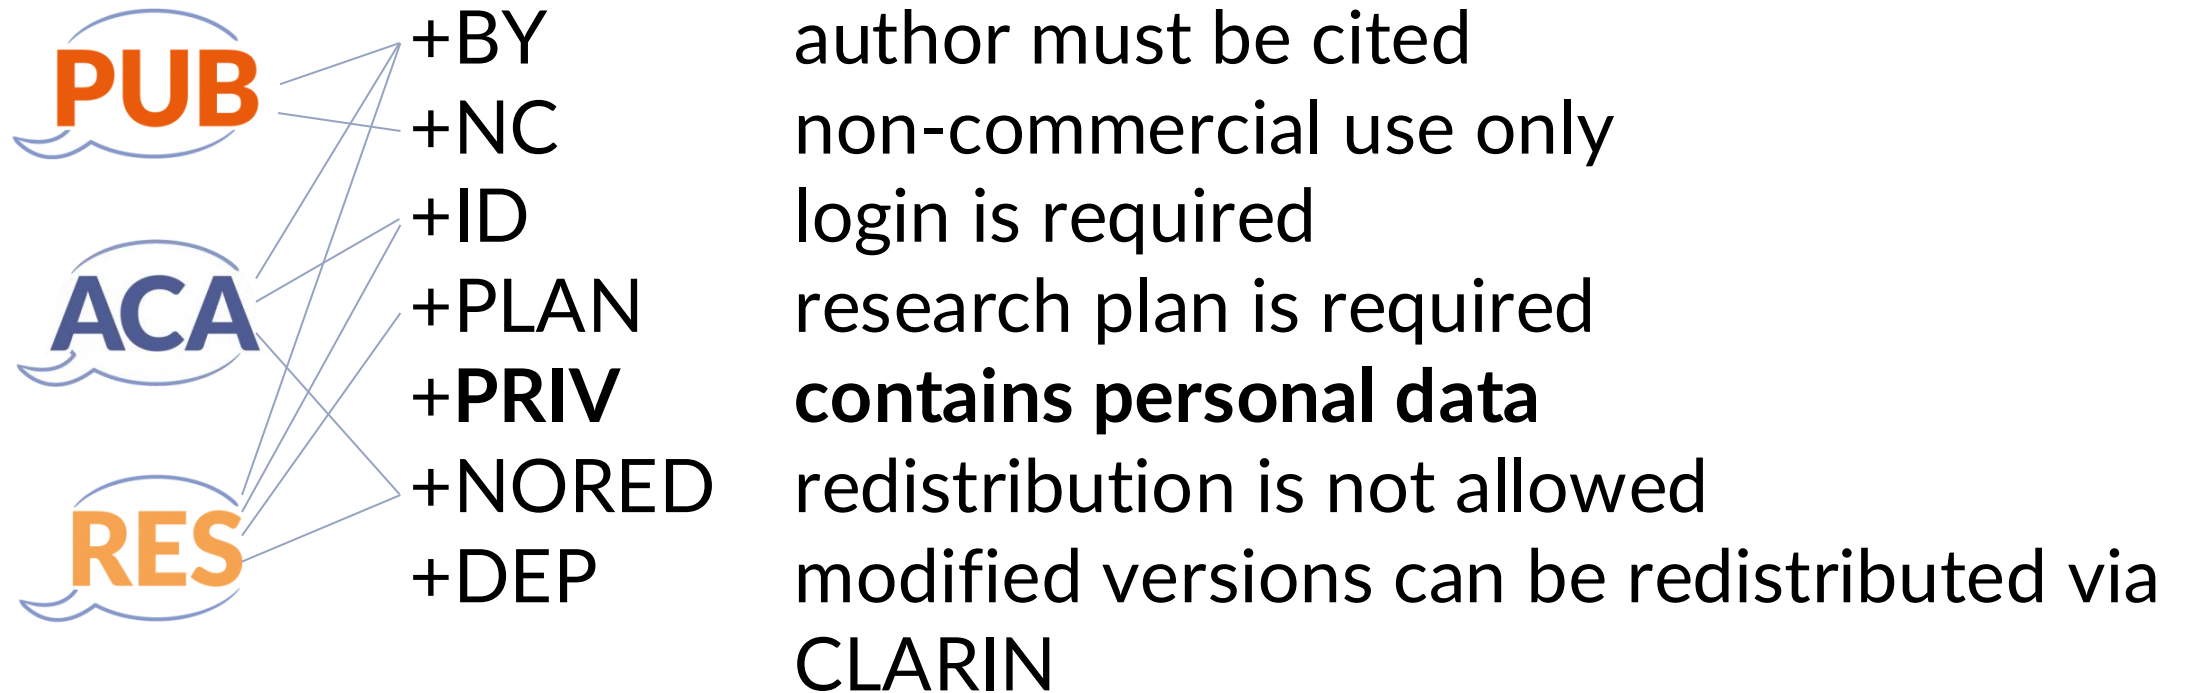 PUB
ACA
RES
+BY author must be cited
+NC non-commercial use only
+ID login is required
+PLAN research plan is required
+PRIV contains personal data
+NORED redistribution is not allowed
+DEP modified versions can be redistributed via
CLARIN